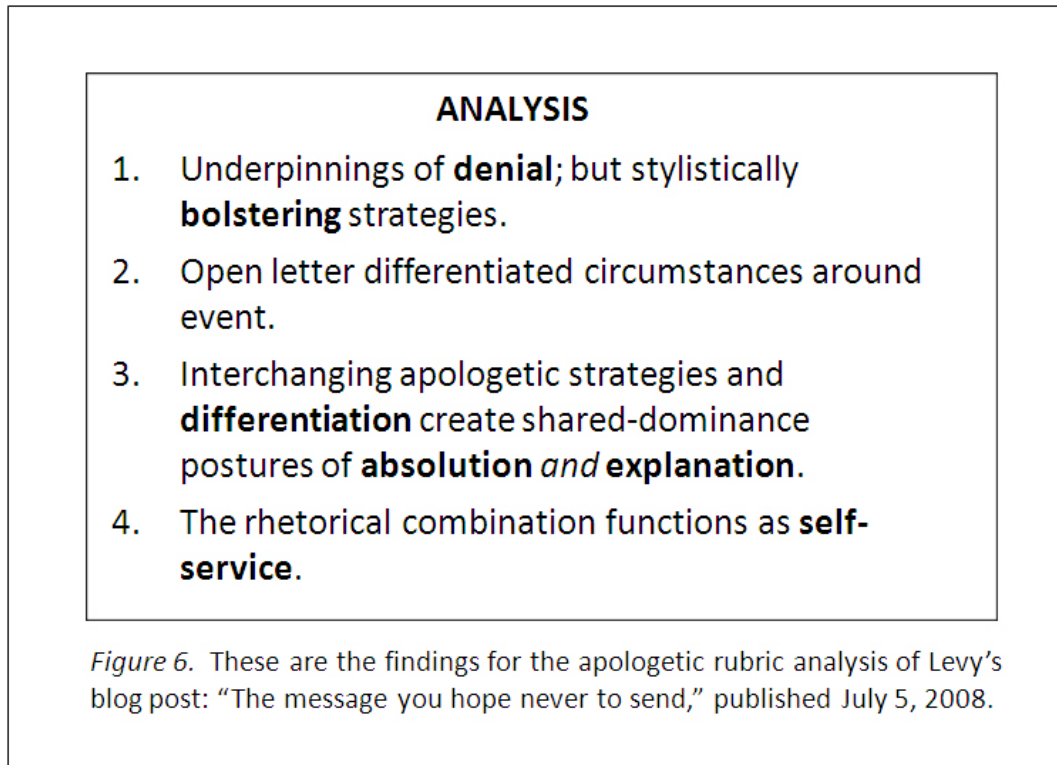 ANALYSIS
1. Underpinnings of denial; but stylistically
bolstering strategies.
2. Open letter differentiated circumstances around
event.
3. Interchanging apologetic strategies and
differentiation create shared-dominance
postures of absolution and explanation.
4. The rhetorical combination functions as self-
service.
Figure 6. These are the findings for the apologetic rubric analysis of Levy’s
blog post: “The message you hope never to send,” published July 5, 2008.